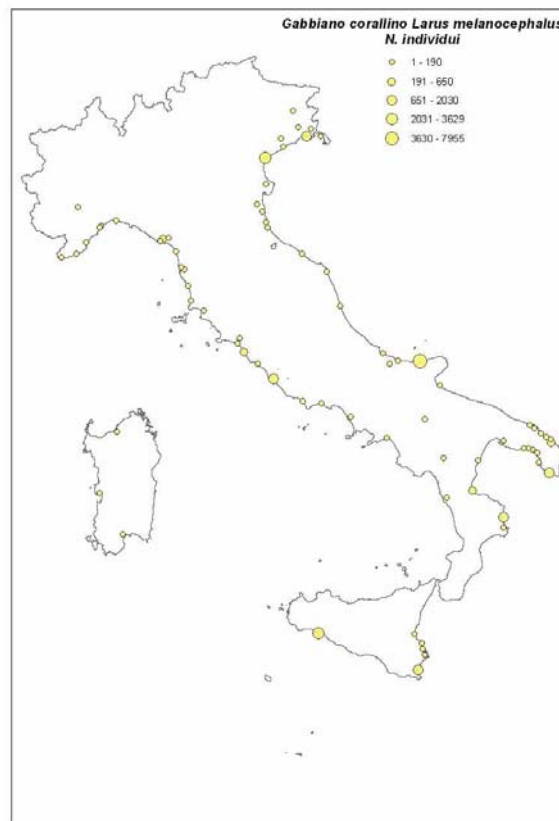 Gabbiano corallino Larus melanocephalus
N. individui
1 - 190
191 - 650
651 - 2030
2031 - 3629
3630 - 7955